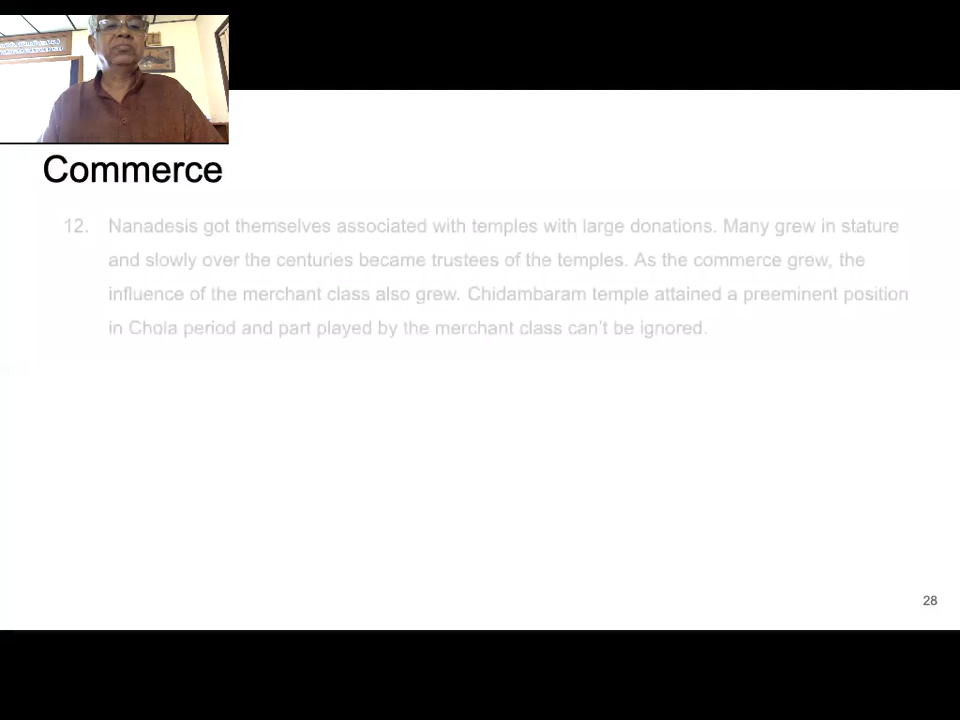 Commerce
12. Nanadesis got themselves associated with temples with large donations. Many grew in stature
and slowly over the centuries became trustees of the temples. As the commerce grew, the
influence of the merchant class also grew. Chidambaram temple attained a preeminent position
in Chola period and part played by the merchant class can’t be ignored.
28